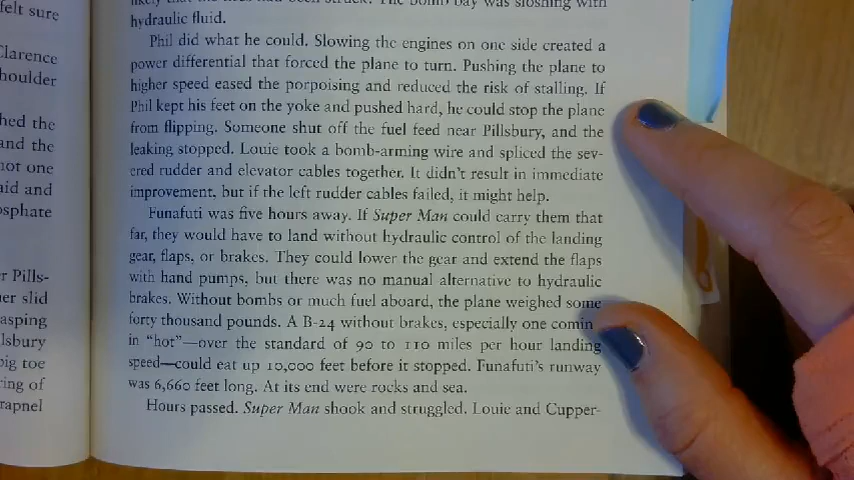 felt sure
Clarence
houlder
hed the
and the
not one
aid and
sphate
r Pills-
er slid
asping
lsbury
big toe
ring of
rapnel
bay was sloshing with
hydraulic fluid.
Phil did what he could. Slowing the engines on one side created a
power differential that forced the plane to turn. Pushing the plane to
higher speed eased the porpoising and reduced the risk of stalling. If
Phil kept his feet on the yoke and pushed hard, he could stop the plane
from flipping. Someone shut off the fuel feed near Pillsbury, and the
leaking stopped. Louie took a bomb-arming wire and spliced the sev-
ered rudder and elevator cables together. It didn't result in immediate
improvement, but if the left rudder cables failed, it might help.
Funafuti was five hours away. If Super Man could carry them that
far, they would have to land without hydraulic control of the landing
gear, flaps, or brakes. They could lower the gear and extend the flaps
with hand pumps, but there was no manual alternative to hydraulic
brakes. Without bombs or much fuel aboard, the plane weighed some
forty thousand pounds. A B-24 without brakes, especially one comin
in "hot"—over the standard of 90 to 110 miles per hour landing
speed—could eat up 10,000 feet before it stopped. Funafuti's runway
was 6,660 feet long. At its end were rocks and sea.
Hours passed. Super Man shook and struggled. Louie and Cupper-